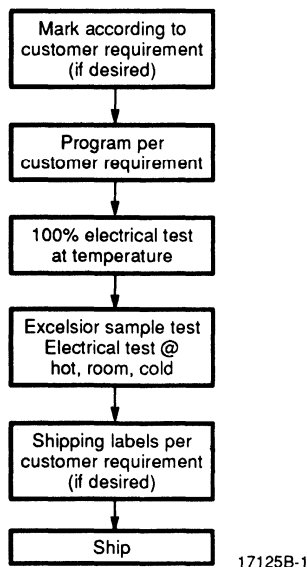 Mark according to
customer requirement
(if desired)
Program per
customer requirement
100% electrical test
at temperature
Excelsior sample test
Electrical test @
hot, room, cold
Shipping labels per
customer requirement
(if desired)
Ship
17125B-1